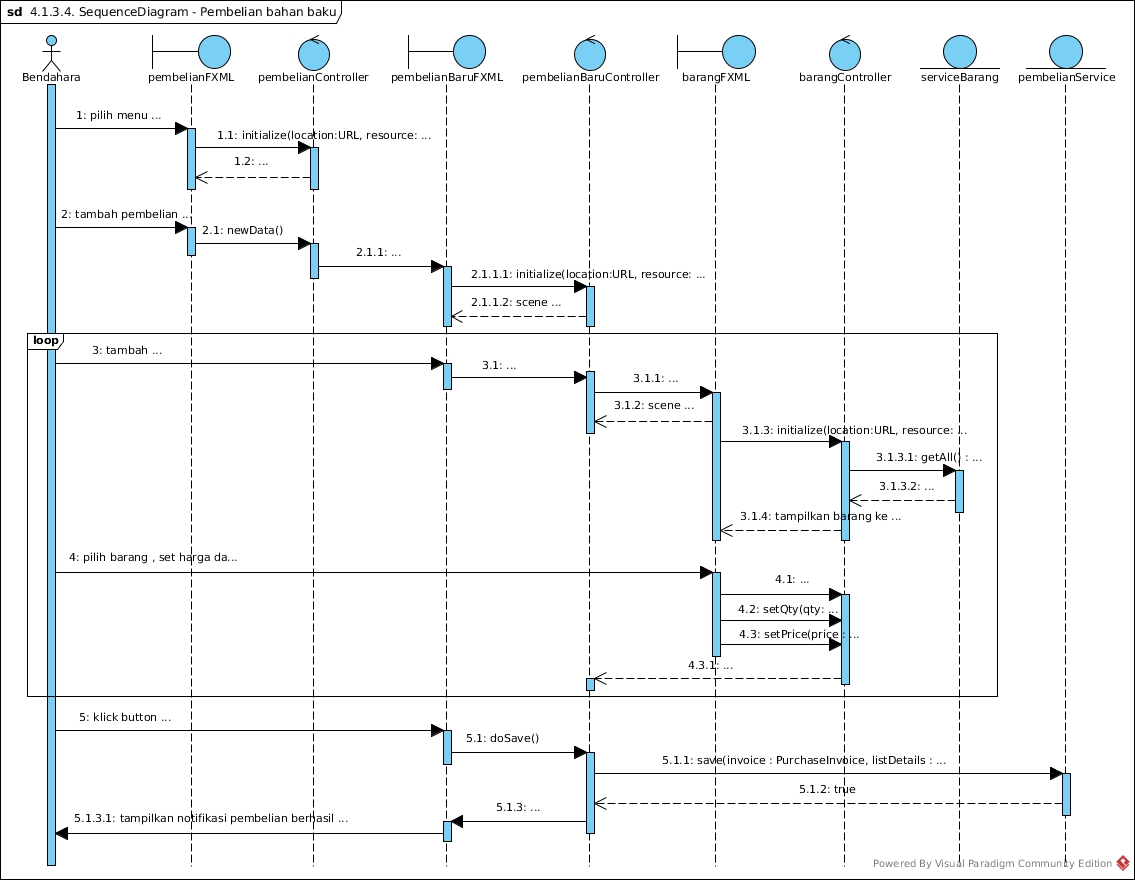 sd 4.1.3.4. SequenceDiagram - Pembelian bahan baku
Bendahara pembelianFXML pembelianController pembelianBaruFXML pembelianBaruController barangFXML barangController serviceBarang pembelianService
1: pilih menu ...
1.1: initialize(location:URL, resource: ...
1.2: ...
2: tambah pembelian ...
2.1: newData()
2.1.1: ...
2.1.1.1: initialize(location:URL, resource: ...
2.1.1.2: scene ...
loop
3: tambah ...
3.1: ...
3.1.1: ...
3.1.2: scene ...
3.1.3: initialize(location:URL, resource: ...
3.1.3.1: getAll() : ...
3.1.3.2: ...
3.1.4: tampilkan barang ke ...
4: pilih barang , set harga da...
4.1: ...
4.2: setQty(qty: ...
4.3: setPrice(price : ...
4.3.1: ...
5: klick button ...
5.1: doSave()
5.1.1: save(invoice : PurchaseInvoice, listDetails : ...
5.1.2: true
5.1.3: ...
5.1.3.1: tampilkan notifikasi pembelian berhasil ...
Powered By Visual Paradigm Community Edition